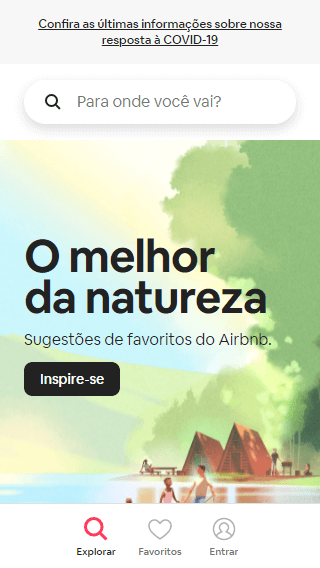 Confira as últimas informações sobre nossa
resposta à COVID-19
Para onde você vai?
O melhor
da natureza
Sugestões de favoritos do Airbnb.
Inspire-se
Explorar
Favoritos
Entrar